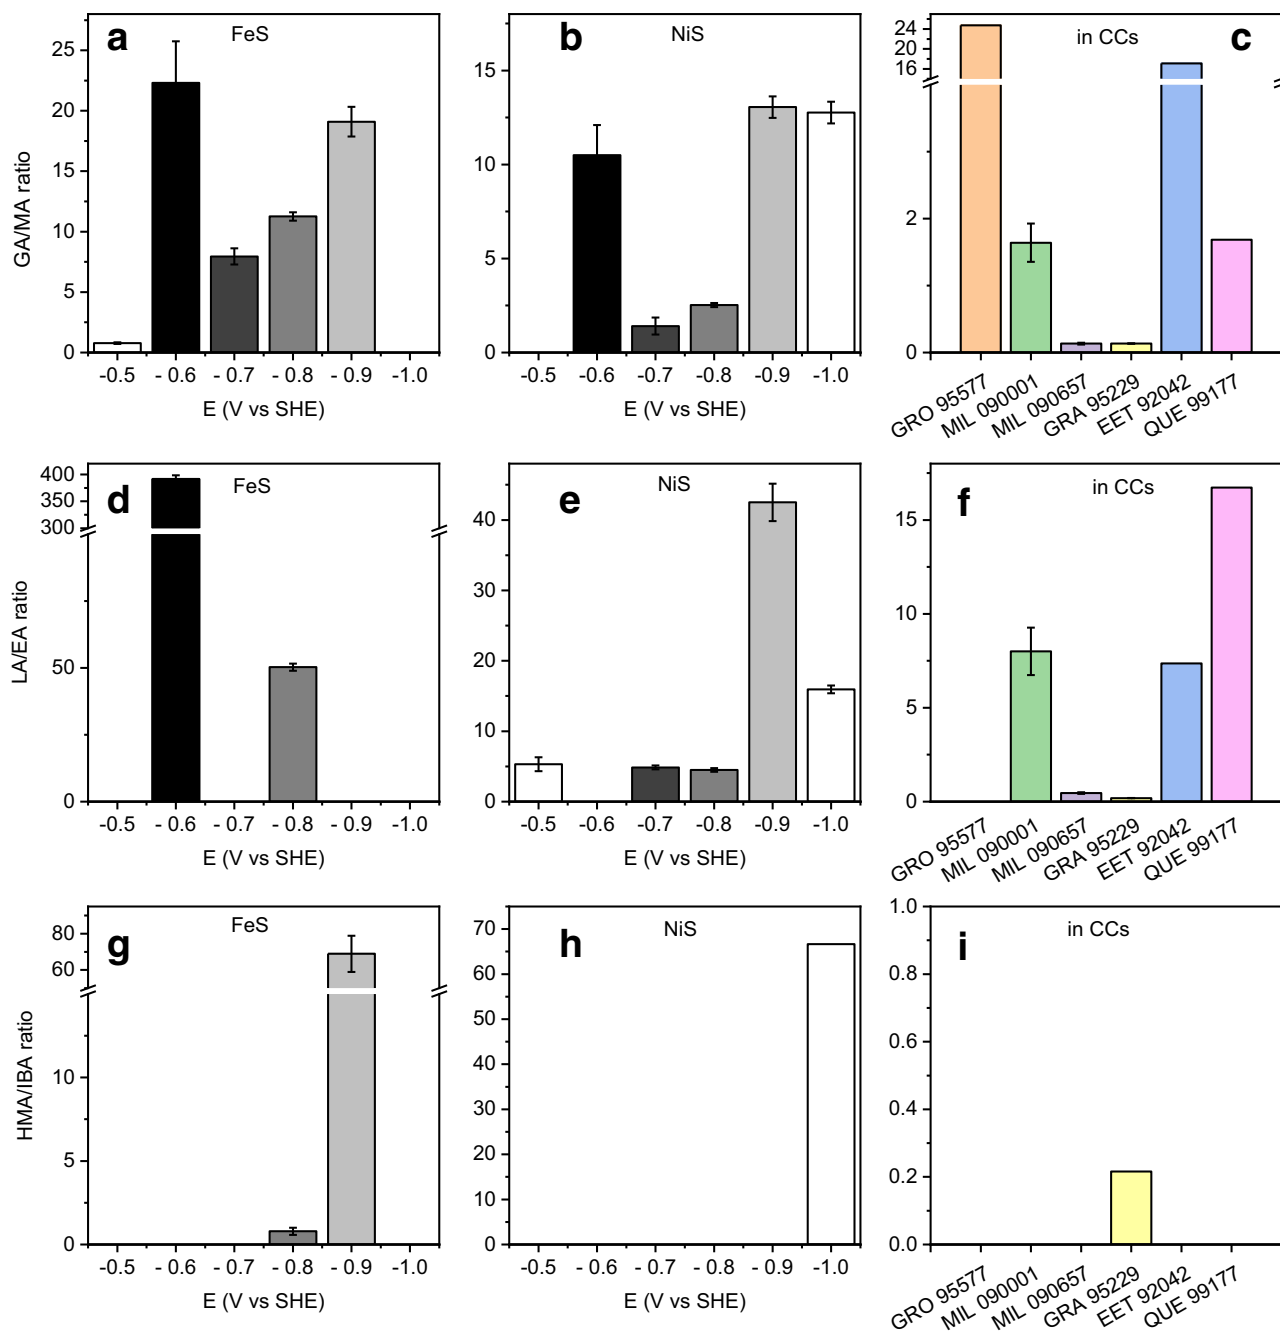 a
FeS
25
20
15
10
5
0
GA/MA ratio
-0.5 - 0.6 - 0.7 - 0.8 - 0.9 -1.0
E (V vs SHE)
b
NiS
15
10
5
0
-0.5 - 0.6 - 0.7 - 0.8 -0.9 -1.0
E (V vs SHE)
in CCs
c
24
20
16
2
0
GRO 95577
MIL 090001
MIL 090657
GRA 95229
EET 92042
QUE 99177
d
FeS
400
350
300
50
0
LA/EA ratio
-0.5 - 0.6 - 0.7 - 0.8 - 0.9 -1.0
E (V vs SHE)
e
NiS
40
30
20
10
0
-0.5 - 0.6 - 0.7 - 0.8 - 0.9 -1.0
E (V vs SHE)
f
in CCs
15
10
5
0
GRO 95577
MIL 090001
MIL 090657
GRA 95229
EET 92042
QUE 99177
g
FeS
80
60
10
5
0
HMA/IBA ratio
-0.5 - 0.6 - 0.7 - 0.8 - 0.9 -1.0
E (V vs SHE)
h
NiS
70
65
60
50
40
30
20
10
0
-0.5 - 0.6 - 0.7 - 0.8 - 0.9 -1.0
E (V vs SHE)
i
in CCs
1.0
0.8
0.6
0.4
0.2
0.0
GRO 95577
MIL 090001
MIL 090657
GRA 95229
EET 92042
QUE 99177